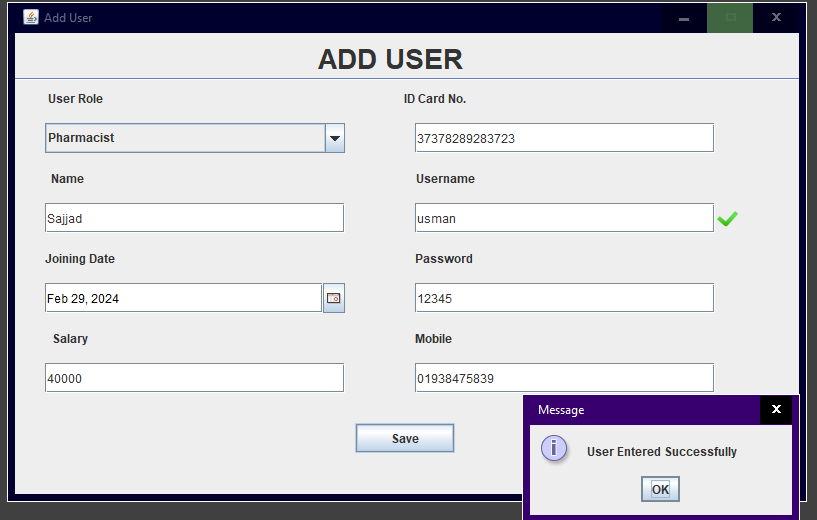 Add User
ADD USER
User Role
ID Card No.
Pharmacist
37378289283723
Name
Username
Sajjad
usman
Joining Date
Password
Feb 29, 2024
12345
Salary
Mobile
40000
01938475839
Save
Message
User Entered Successfully
OK